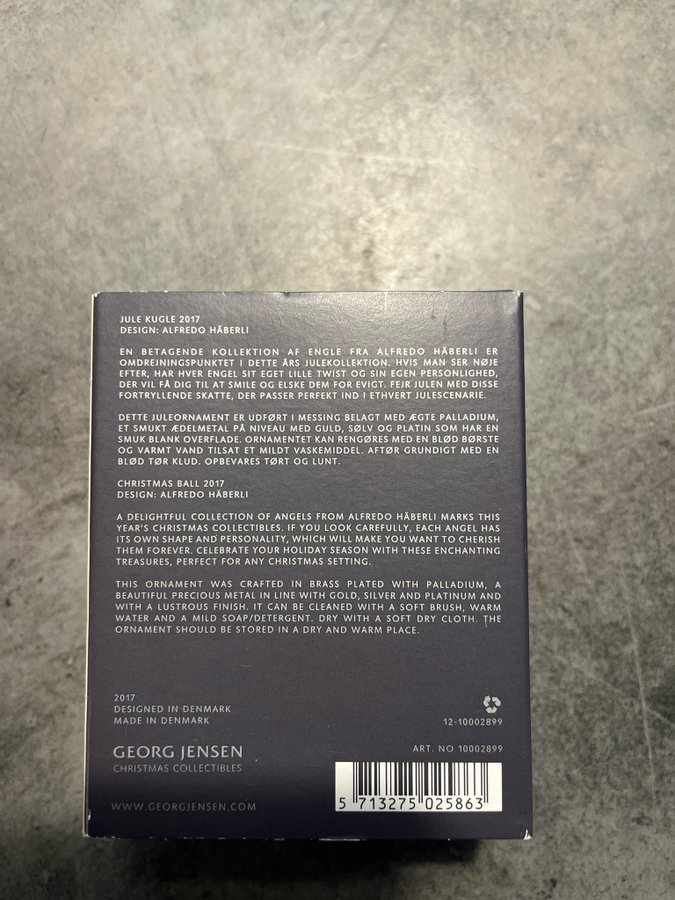 JULE KUGLE 2017
DESIGN: ALFREDO HÄBERLI
EN BETAGENDE KOLLEKTION AF ENGLE FRA ALFREDO HÄBERLI ER
OMDREJNINGSPUNKTET I DETTE ÅRS JULEKOLLEKTION. HVIS MAN SER NØJE
EFTER, HAR HVER ENGEL SIT EGET LILLE TWIST OG SIN EGEN PERSONLIGHED,
DER VIL FÅ DIG TIL AT SMILE OG ELSKE DEM FOR EVIGT. FEJR JULEN MED DISSE
FORTRYLLENDE SKATTE, DER PASSER PERFEKT IND I ETHVERT JULESCENARIE.
DETTE JULEORNAMENT ER UDFØRT I MESSING BELAGT MED ÆGTE PALLADIUM,
ET SMUKT ÆDELMETAL PÅ NIVEAU MED GULD, SØLV OG PLATIN SOM HAR EN
SMUK BLANK OVERFLADE. ORNAMENTET KAN RENGØRES MED EN BLØD BØRSTE
OG VARMT VAND TILSAT ET MILDT VASKEMIDDEL. AFTØR GRUNDIGT MED EN
BLØD TØR KLUD. OPBEVARES TØRT OG LUNT.
CHRISTMAS BALL 2017
DESIGN: ALFREDO HÄBERLI
A DELIGHTFUL COLLECTION OF ANGELS FROM ALFREDO HÄBERLI MARKS THIS
YEAR'S CHRISTMAS COLLECTIBLES. IF YOU LOOK CAREFULLY, EACH ANGEL HAS
ITS OWN SHAPE AND PERSONALITY, WHICH WILL MAKE YOU WANT TO CHERISH
THEM FOREVER. CELEBRATE YOUR HOLIDAY SEASON WITH THESE ENCHANTING
TREASURES, PERFECT FOR ANY CHRISTMAS SETTING.
THIS ORNAMENT WAS CRAFTED IN BRASS PLATED WITH PALLADIUM, A
BEAUTIFUL PRECIOUS METAL IN LINE WITH GOLD, SILVER AND PLATINUM AND
WITH A LUSTROUS FINISH. IT CAN BE CLEANED WITH A SOFT BRUSH, WARM
WATER AND A MILD SOAP/DETERGENT. DRY WITH A SOFT DRY CLOTH. THE
ORNAMENT SHOULD BE STORED IN A DRY AND WARM PLACE.
2017
DESIGNED IN DENMARK
MADE IN DENMARK
12-10002899
GEORG JENSEN
CHRISTMAS COLLECTIBLES
ART. NO 10002899
WWW.GEORGJENSEN.COM
5 713275 025863